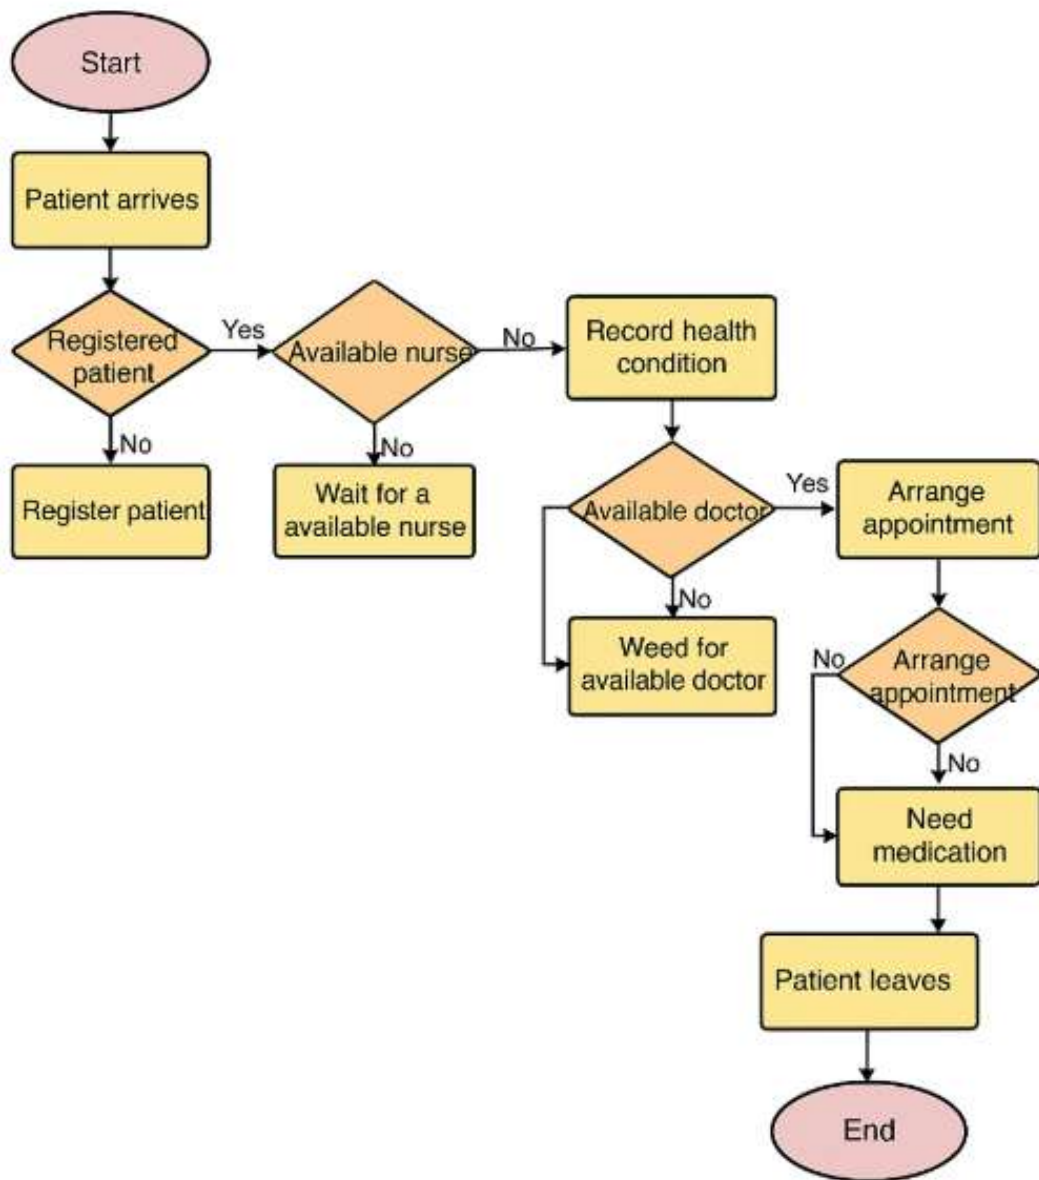 Start
Patient arrives
Registered
patient
Yes
No
Register patient
Available nurse
No
No
Wait for a
available nurse
Record health
condition
Available doctor
Yes
No
Weed for
available doctor
Arrange
appointment
Arrange
appointment
No
No
Need
medication
Patient leaves
End